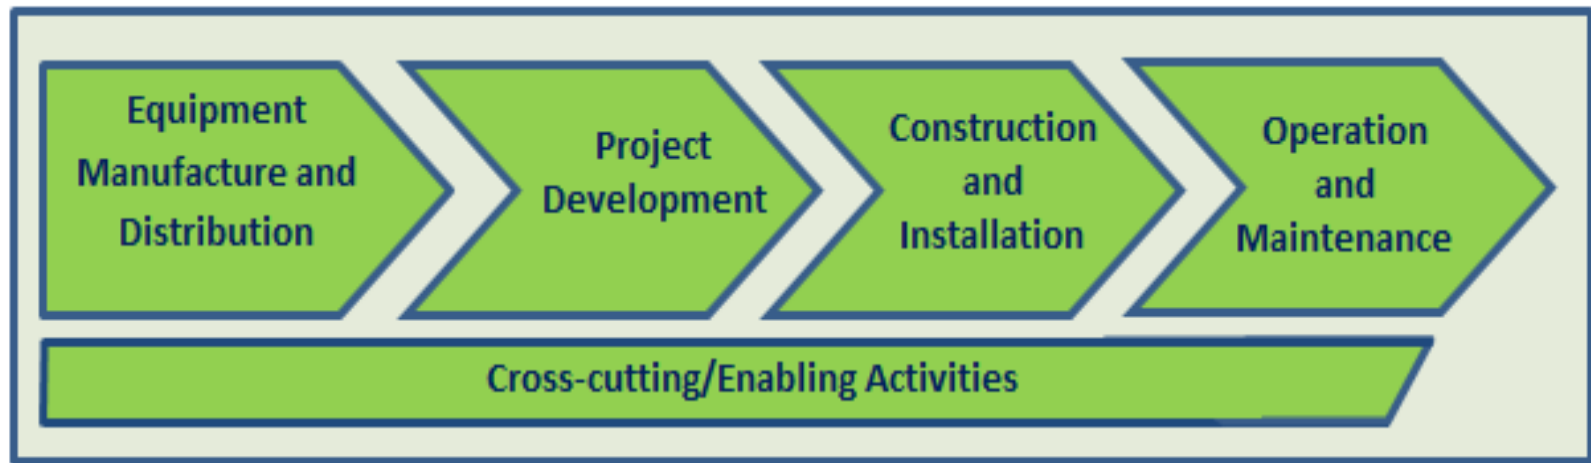 Equipment
Manufacture and
Distribution
Project
Development
Construction
and
Installation
Operation
and
Maintenance
Cross-cutting/Enabling Activities